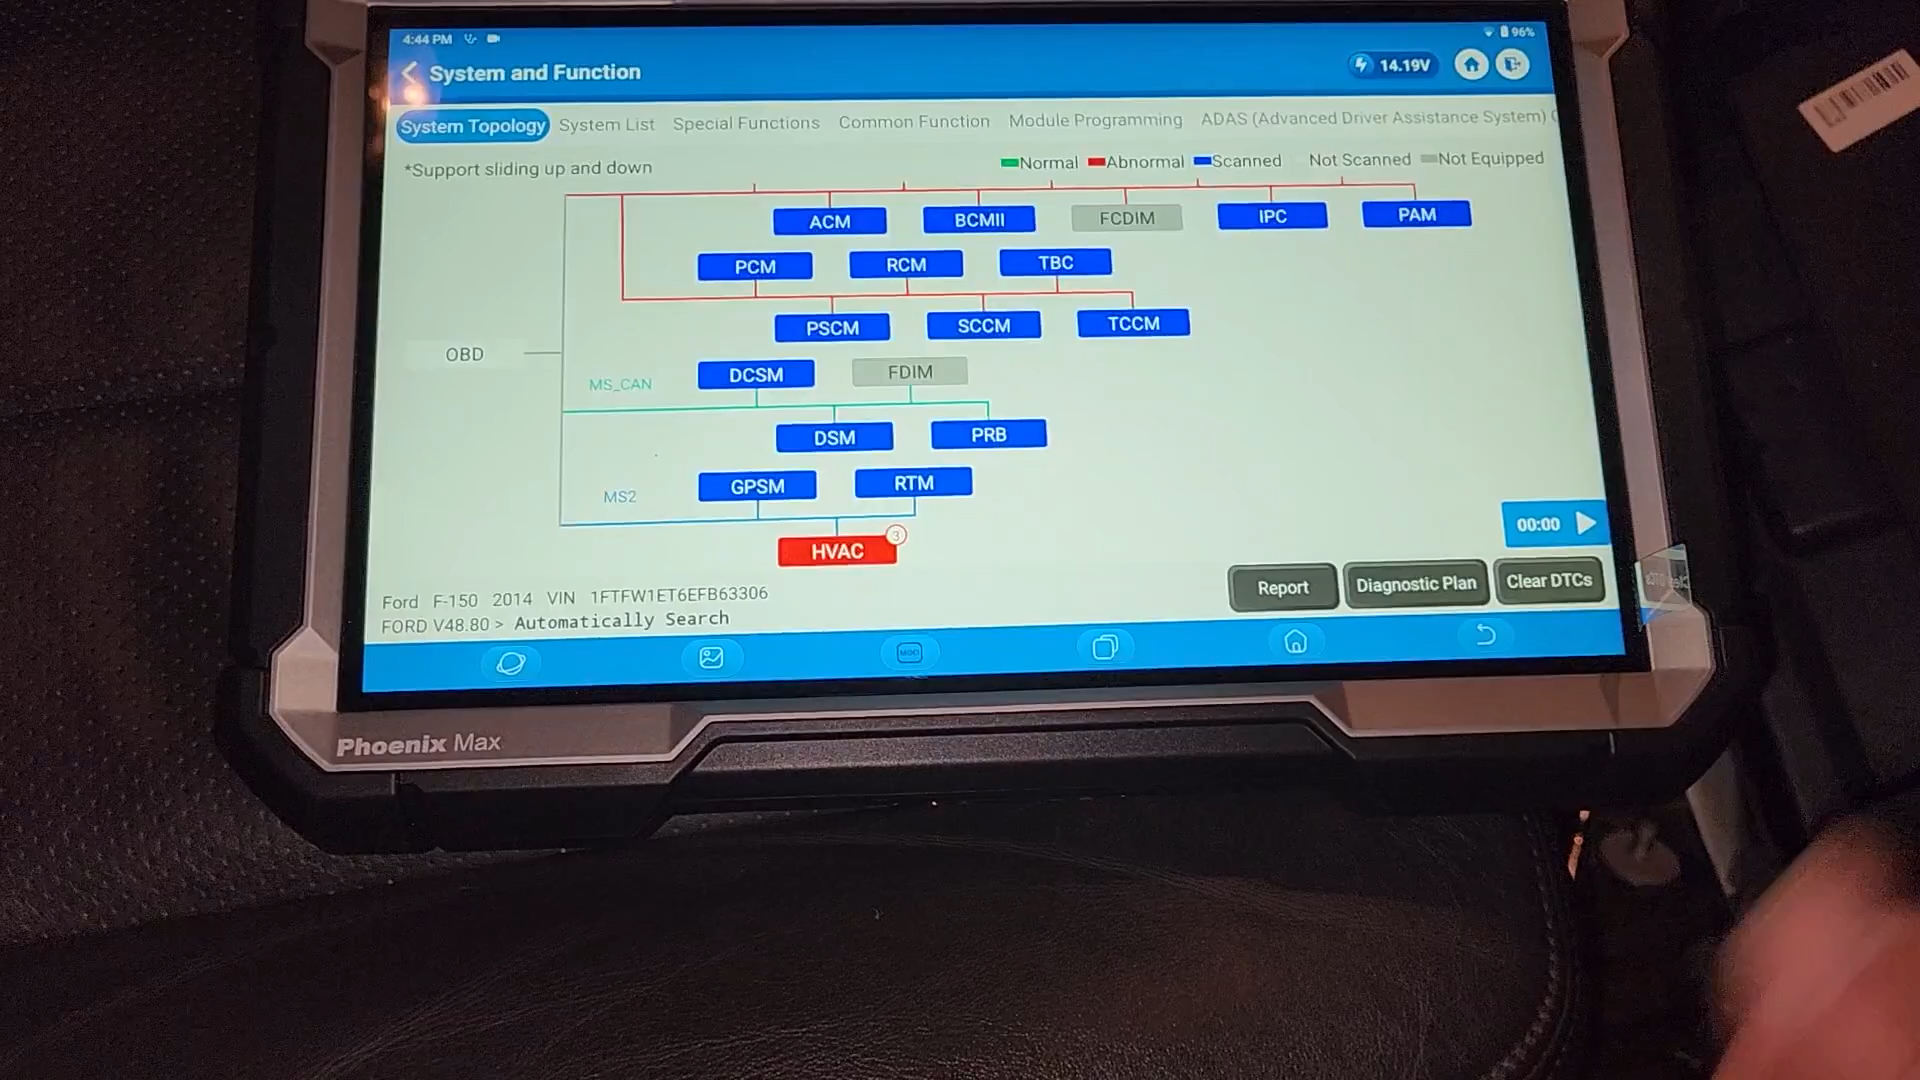 4:44 PM
96%
System and Function
14.19V
System Topology System List Special Functions Common Function Module Programming ADAS (Advanced Driver Assistance System)
*Support sliding up and down
Normal Abnormal Scanned Not Scanned Not Equipped
ACM BCMII FCDIM IPC PAM
PCM RCM TBC
PSCM SCCM TCCM
OBD
MS_CAN DCSM FDIM
DSM PRB
MS2 GPSM RTM
HVAC 3
00:00
Report Diagnostic Plan Clear DTCs
Ford F-150 2014 VIN 1FTFW1ET6EFB63306
FORD V48.80 > Automatically Search
Phoenix Max